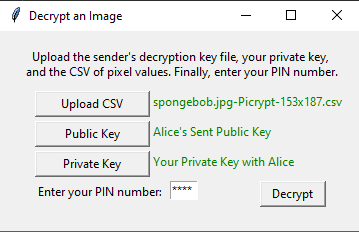 Decrypt an Image
Upload the sender's decryption key file, your private key,
and the CSV of pixel values. Finally, enter your PIN number.
Upload CSV spongebob.jpg-Picrypt-153x187.csv
Public Key Alice's Sent Public Key
Private Key Your Private Key with Alice
Enter your PIN number: **** Decrypt